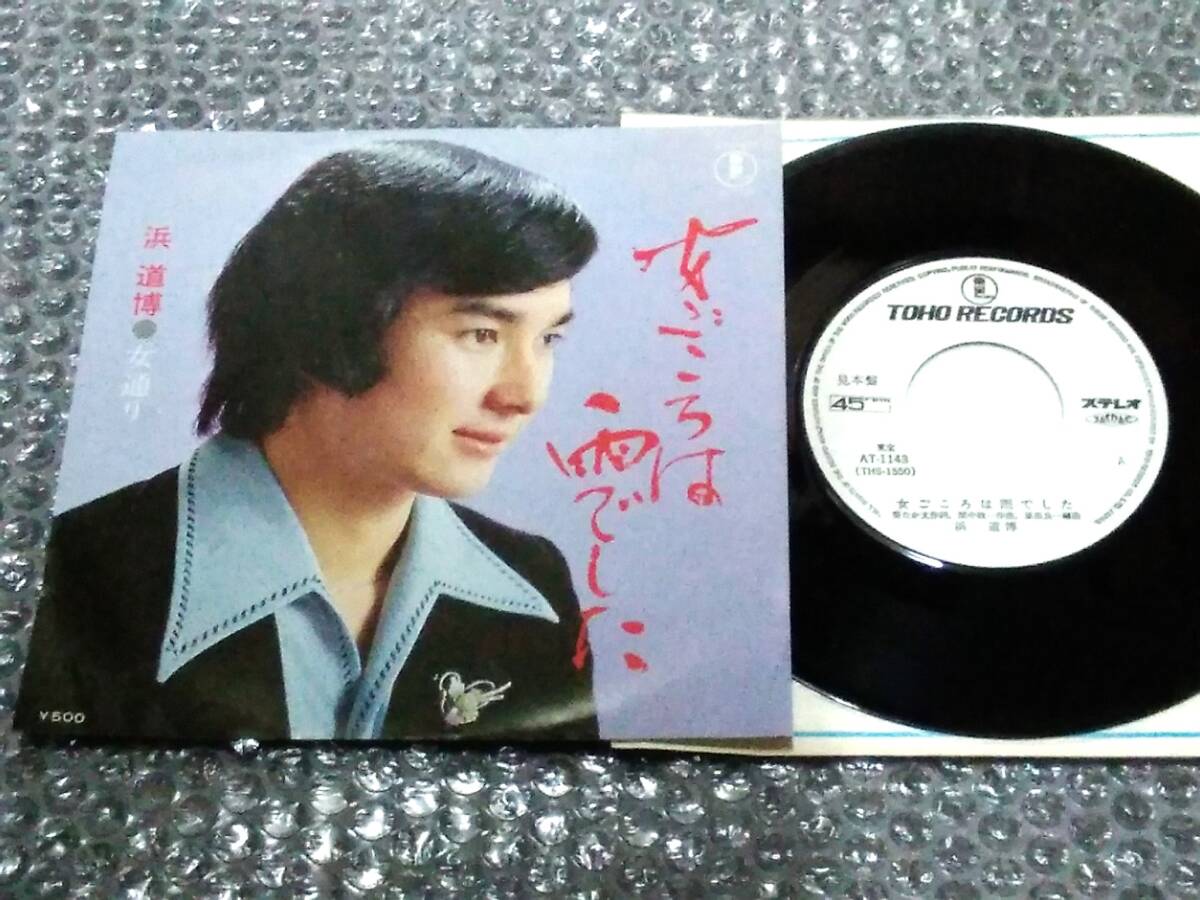 浜 道博●女通り
女ごころは
雨でした
¥500
TOHO RECORDS
見本盤
45 RPM
ステレオ
東宝
AT-1143
(THS-1550)
A
女ごころは雨でした
浜 道博